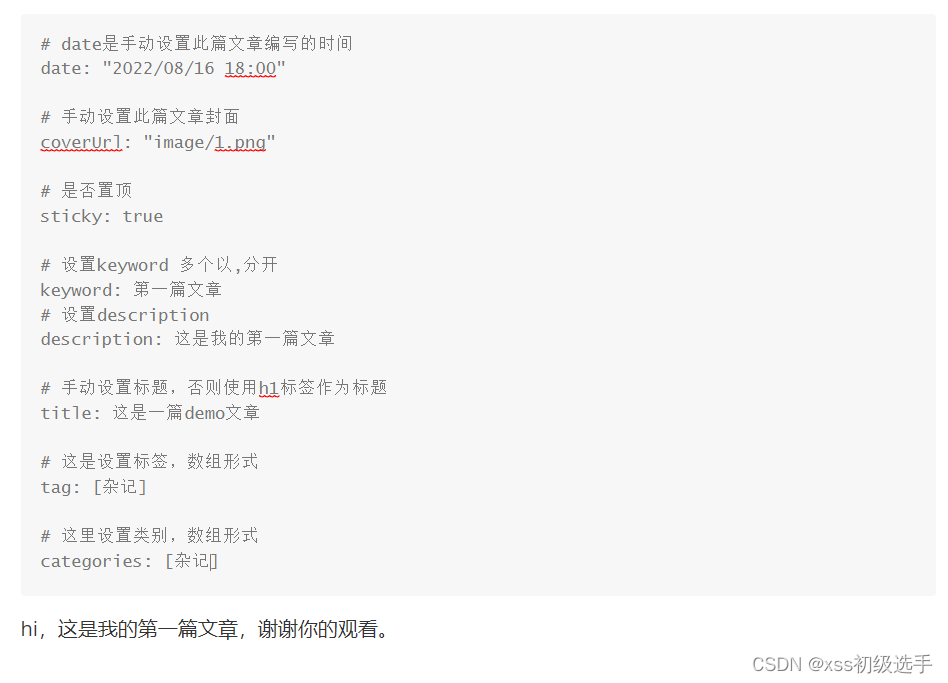 # date是手动设置此篇文章编写的时间
date: "2022/08/16 18:00"
# 手动设置此篇文章封面
coverUrl: "image/1.png"
# 是否置顶
sticky: true
# 设置keyword 多个以,分开
keyword: 第一篇文章
# 设置description
description: 这是我的第一篇文章
# 手动设置标题，否则使用h1标签作为标题
title: 这是一篇demo文章
# 这是设置标签，数组形式
tag: [杂记]
# 这里设置类别，数组形式
categories: [杂记]
hi，这是我的第一篇文章，谢谢你的观看。
CSDN @xss初级选手